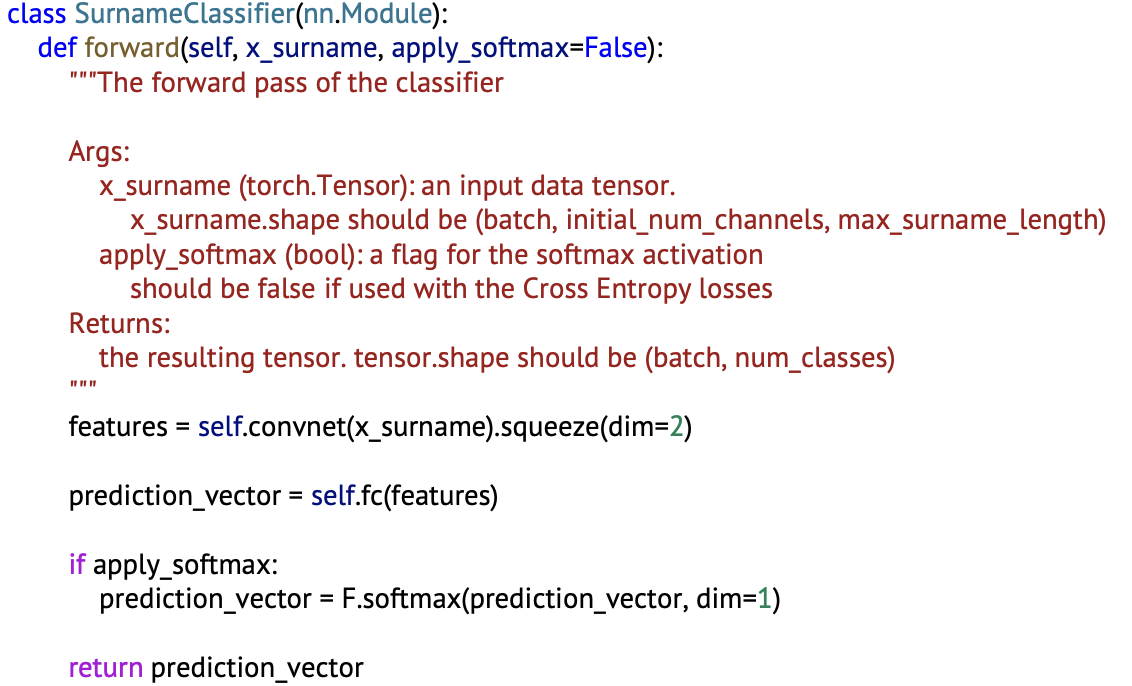 class SurnameClassifier(nn.Module):
def forward(self, x_surname, apply_softmax=False):
"""The forward pass of the classifier
Args:
x_surname (torch.Tensor): an input data tensor.
x_surname.shape should be (batch, initial_num_channels, max_surname_length)
apply_softmax (bool): a flag for the softmax activation
should be false if used with the Cross Entropy losses
Returns:
the resulting tensor. tensor.shape should be (batch, num_classes)
"""
features = self.convnet(x_surname).squeeze(dim=2)
prediction_vector = self.fc(features)
if apply_softmax:
prediction_vector = F.softmax(prediction_vector, dim=1)
return prediction_vector